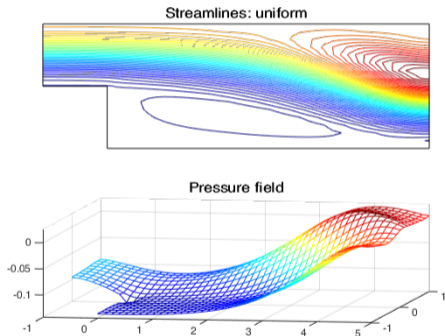 Streamlines: uniform
Pressure field
0
-0.05
-0.1
-1 0 1 2 3 4 5
-1 0 1